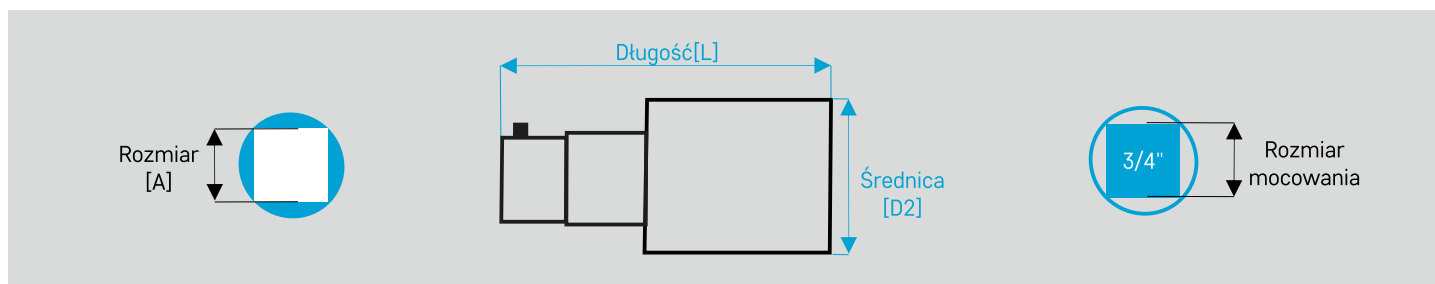 Długość[L]
Rozmiar
[A]
Średnica
[D2]
3/4"
Rozmiar
mocowania